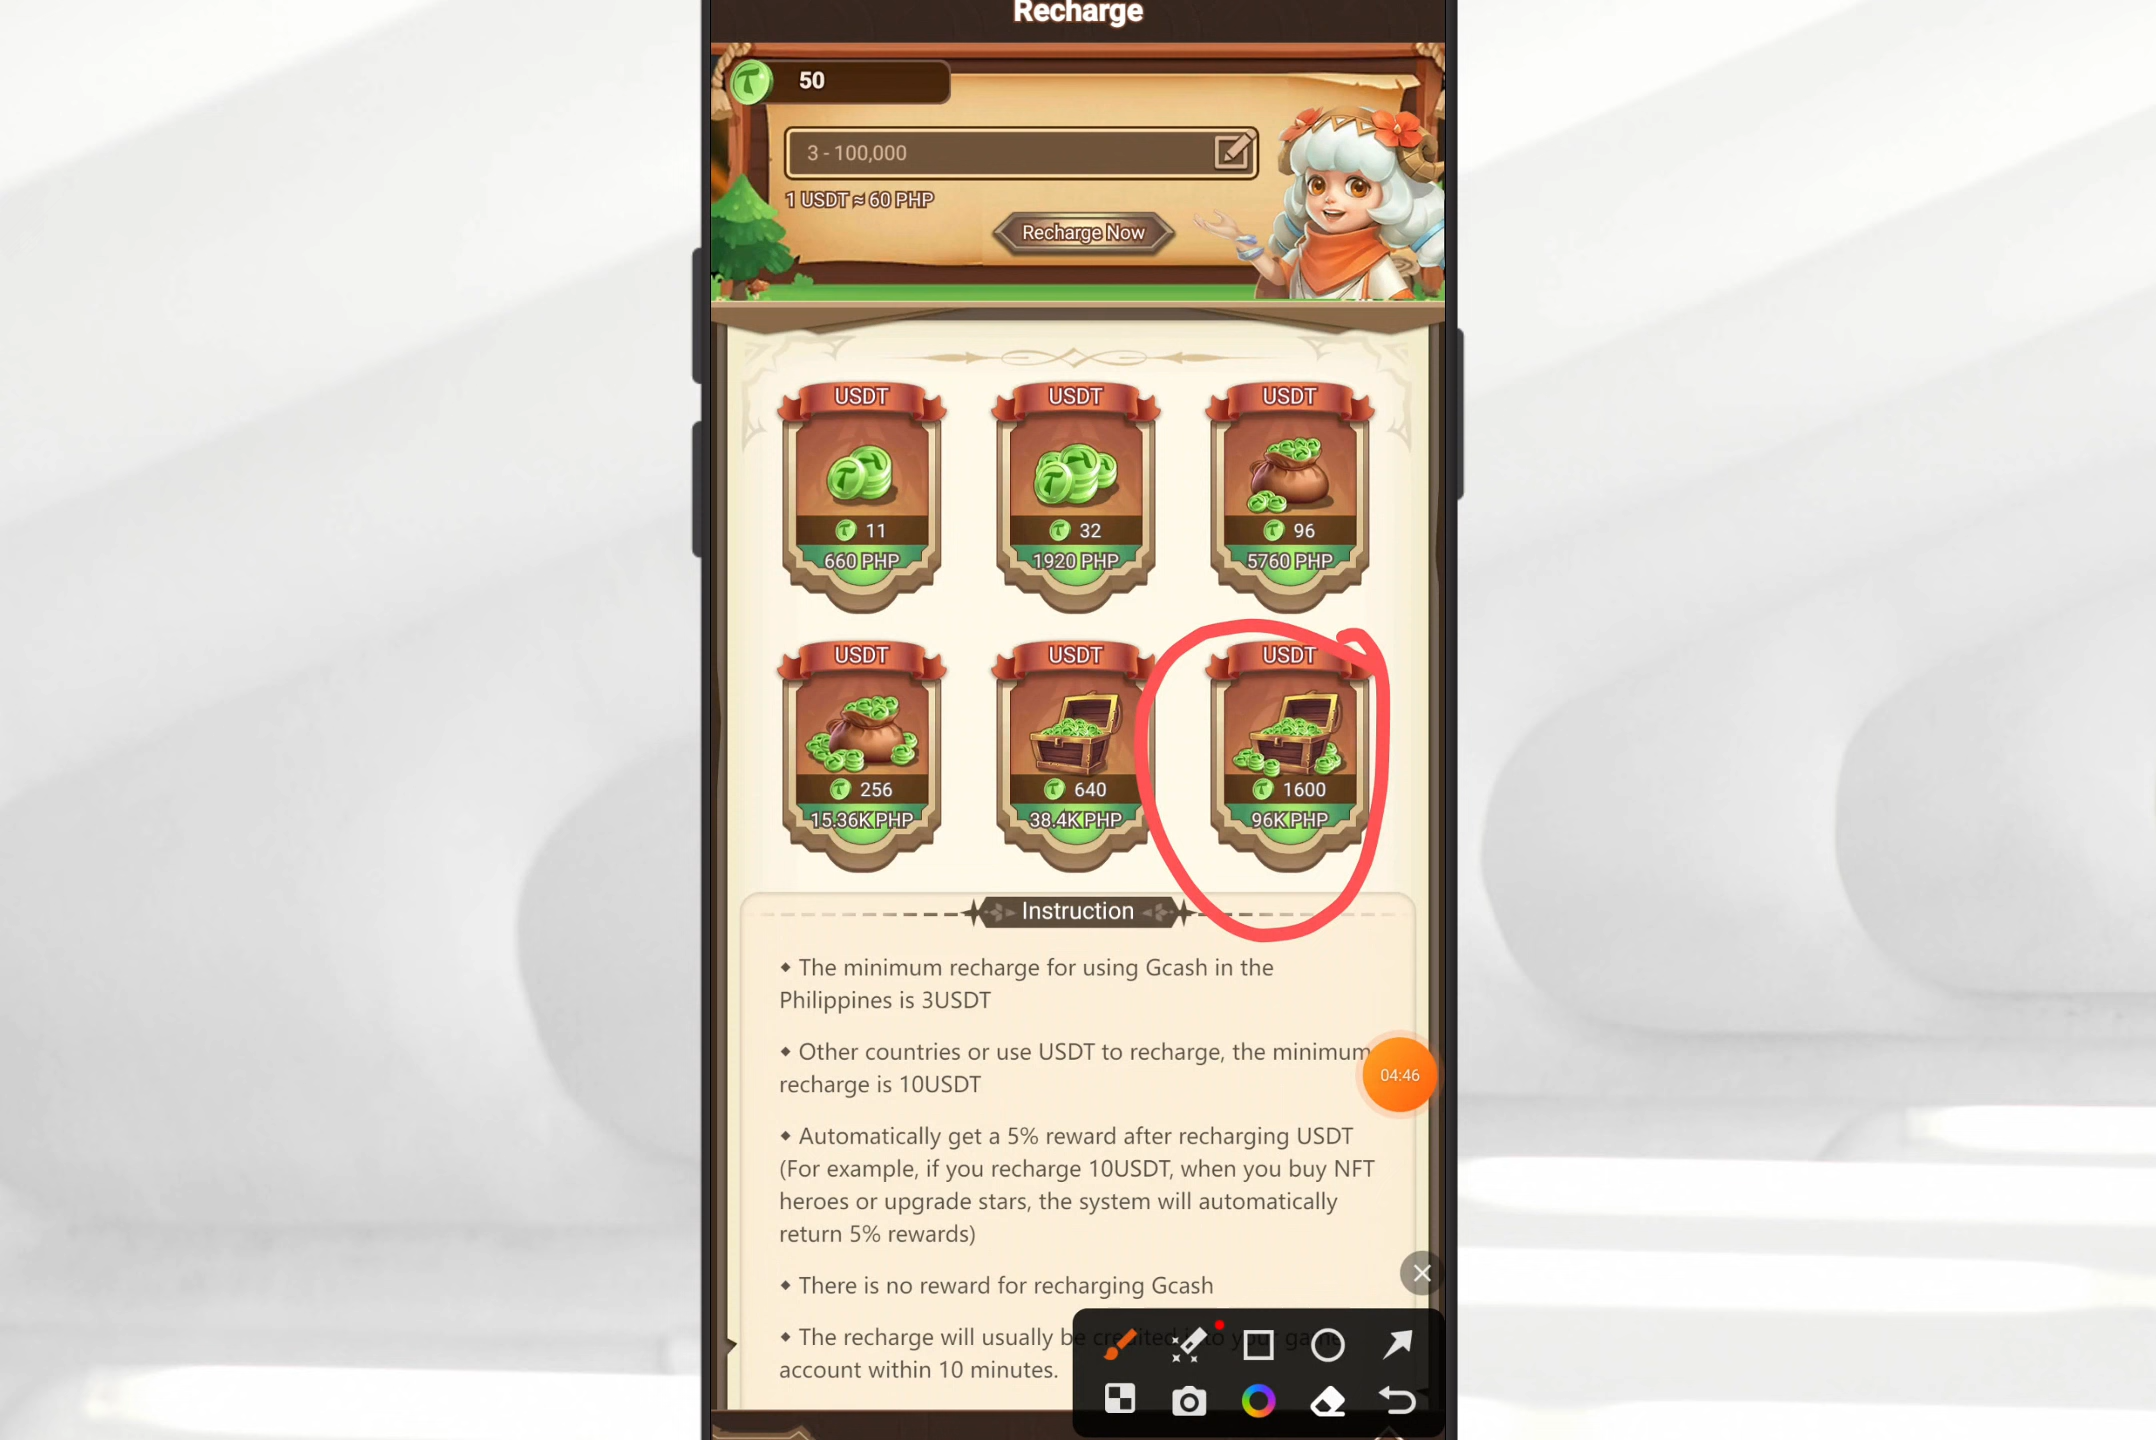 Recharge
50
3 - 100,000
1 USDT ≈ 60 PHP
Recharge Now
USDT
USDT
USDT
11
32
96
660 PHP
1920 PHP
5760 PHP
USDT
USDT
USDT
256
640
1600
15.36K PHP
38.4K PHP
96K PHP
Instruction
◆ The minimum recharge for using Gcash in the
Philippines is 3USDT
◆ Other countries or use USDT to recharge, the minimum
recharge is 10USDT
04:46
◆ Automatically get a 5% reward after recharging USDT
(For example, if you recharge 10USDT, when you buy NFT
heroes or upgrade stars, the system will automatically
return 5% rewards)
◆ There is no reward for recharging Gcash
◆ The recharge will usually be credited into your game
account within 10 minutes.